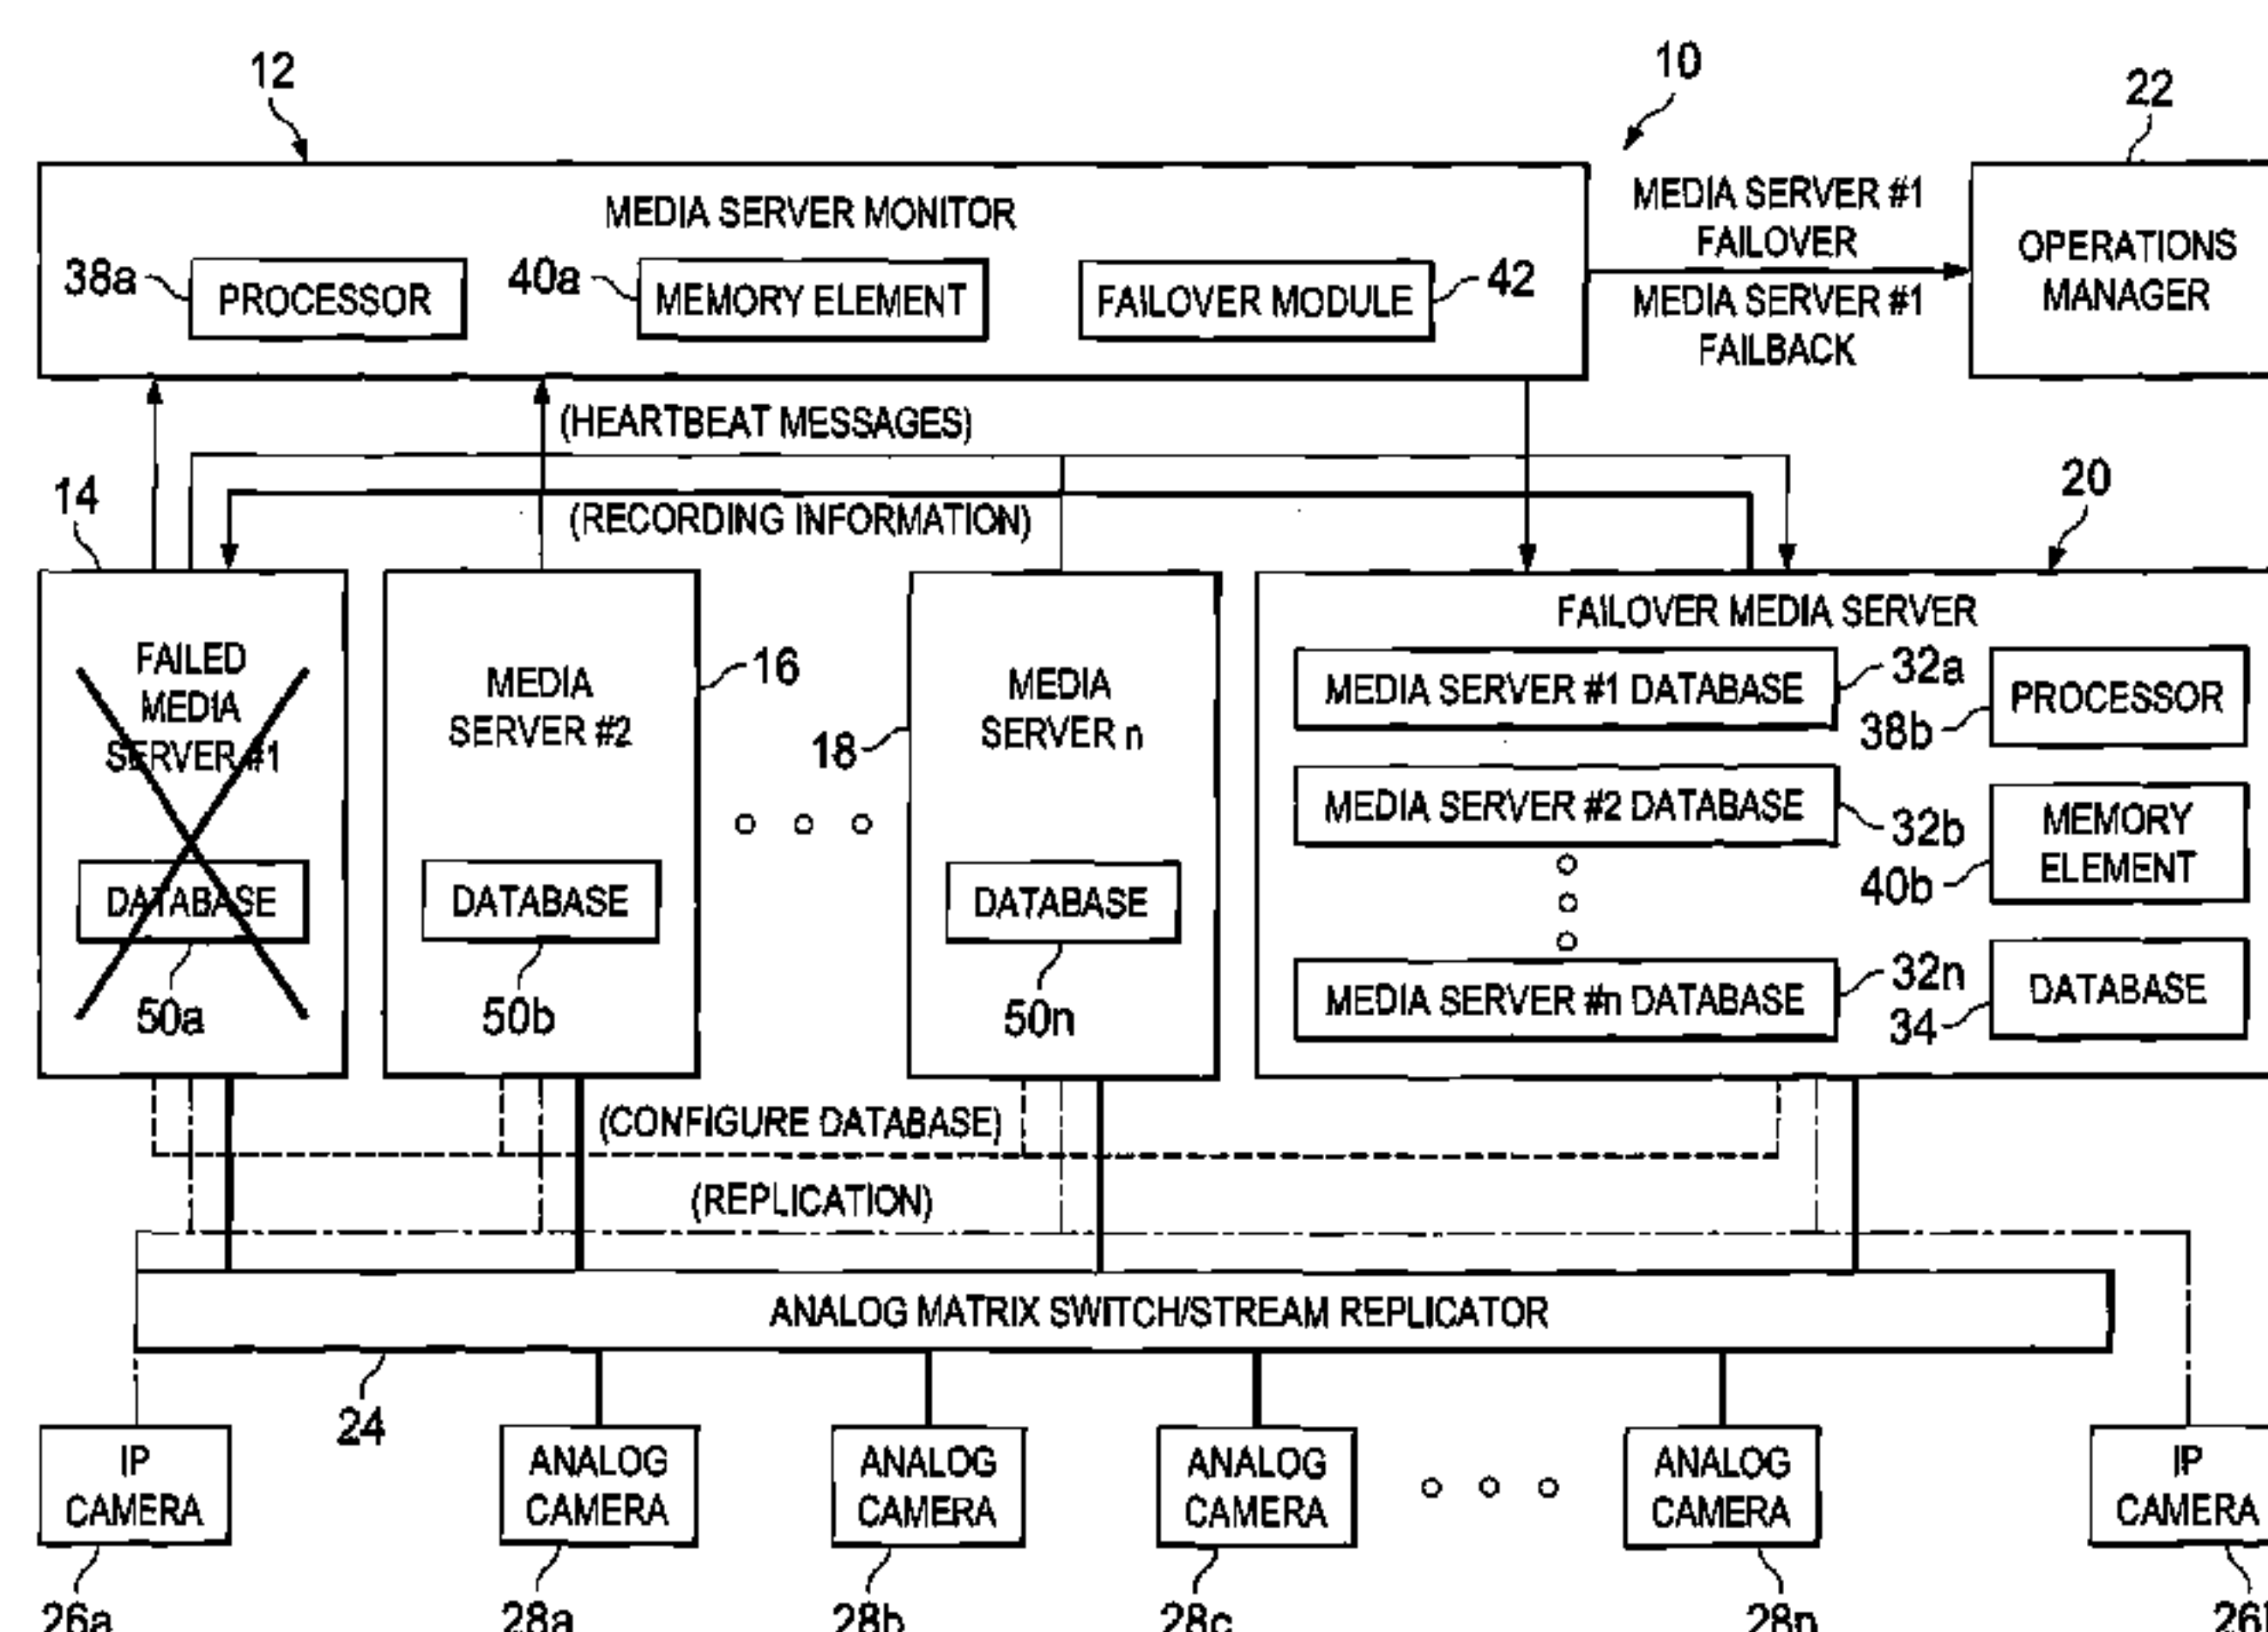 12
10
22
MEDIA SERVER MONITOR
38a
PROCESSOR
40a
MEMORY ELEMENT
FAILOVER MODULE
42
MEDIA SERVER #1
FAILOVER
MEDIA SERVER #1
FAILBACK
OPERATIONS
MANAGER
(HEARTBEAT MESSAGES)
(RECORDING INFORMATION)
14
20
FAILED
MEDIA
SERVER #1
DATABASE
50a
MEDIA
SERVER #2
16
DATABASE
50b
MEDIA
SERVER n
18
DATABASE
50n
FAILOVER MEDIA SERVER
MEDIA SERVER #1 DATABASE
32a
MEDIA SERVER #2 DATABASE
32b
MEDIA SERVER #n DATABASE
32n
PROCESSOR
38b
MEMORY
ELEMENT
40b
DATABASE
34
(CONFIGURE DATABASE)
(REPLICATION)
ANALOG MATRIX SWITCH/STREAM REPLICATOR
24
IP
CAMERA
26a
ANALOG
CAMERA
28a
ANALOG
CAMERA
28b
ANALOG
CAMERA
28c
ANALOG
CAMERA
28n
IP
CAMERA